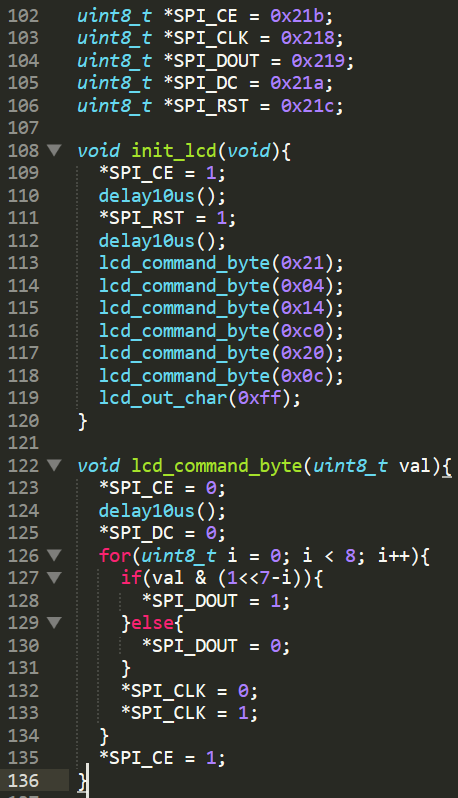 102 uint8_t *SPI_CE = 0x21b;
103 uint8_t *SPI_CLK = 0x218;
104 uint8_t *SPI_DOUT = 0x219;
105 uint8_t *SPI_DC = 0x21a;
106 uint8_t *SPI_RST = 0x21c;
107
108 void init_lcd(void){
109 *SPI_CE = 1;
110 delay10us();
111 *SPI_RST = 1;
112 delay10us();
113 lcd_command_byte(0x21);
114 lcd_command_byte(0x04);
115 lcd_command_byte(0x14);
116 lcd_command_byte(0xc0);
117 lcd_command_byte(0x20);
118 lcd_command_byte(0x0c);
119 lcd_out_char(0xff);
120 }
121
122 void lcd_command_byte(uint8_t val){
123 *SPI_CE = 0;
124 delay10us();
125 *SPI_DC = 0;
126 for(uint8_t i = 0; i < 8; i++){
127 if(val & (1<<7-i)){
128 *SPI_DOUT = 1;
129 }else{
130 *SPI_DOUT = 0;
131 }
132 *SPI_CLK = 0;
133 *SPI_CLK = 1;
134 }
135 *SPI_CE = 1;
136 }